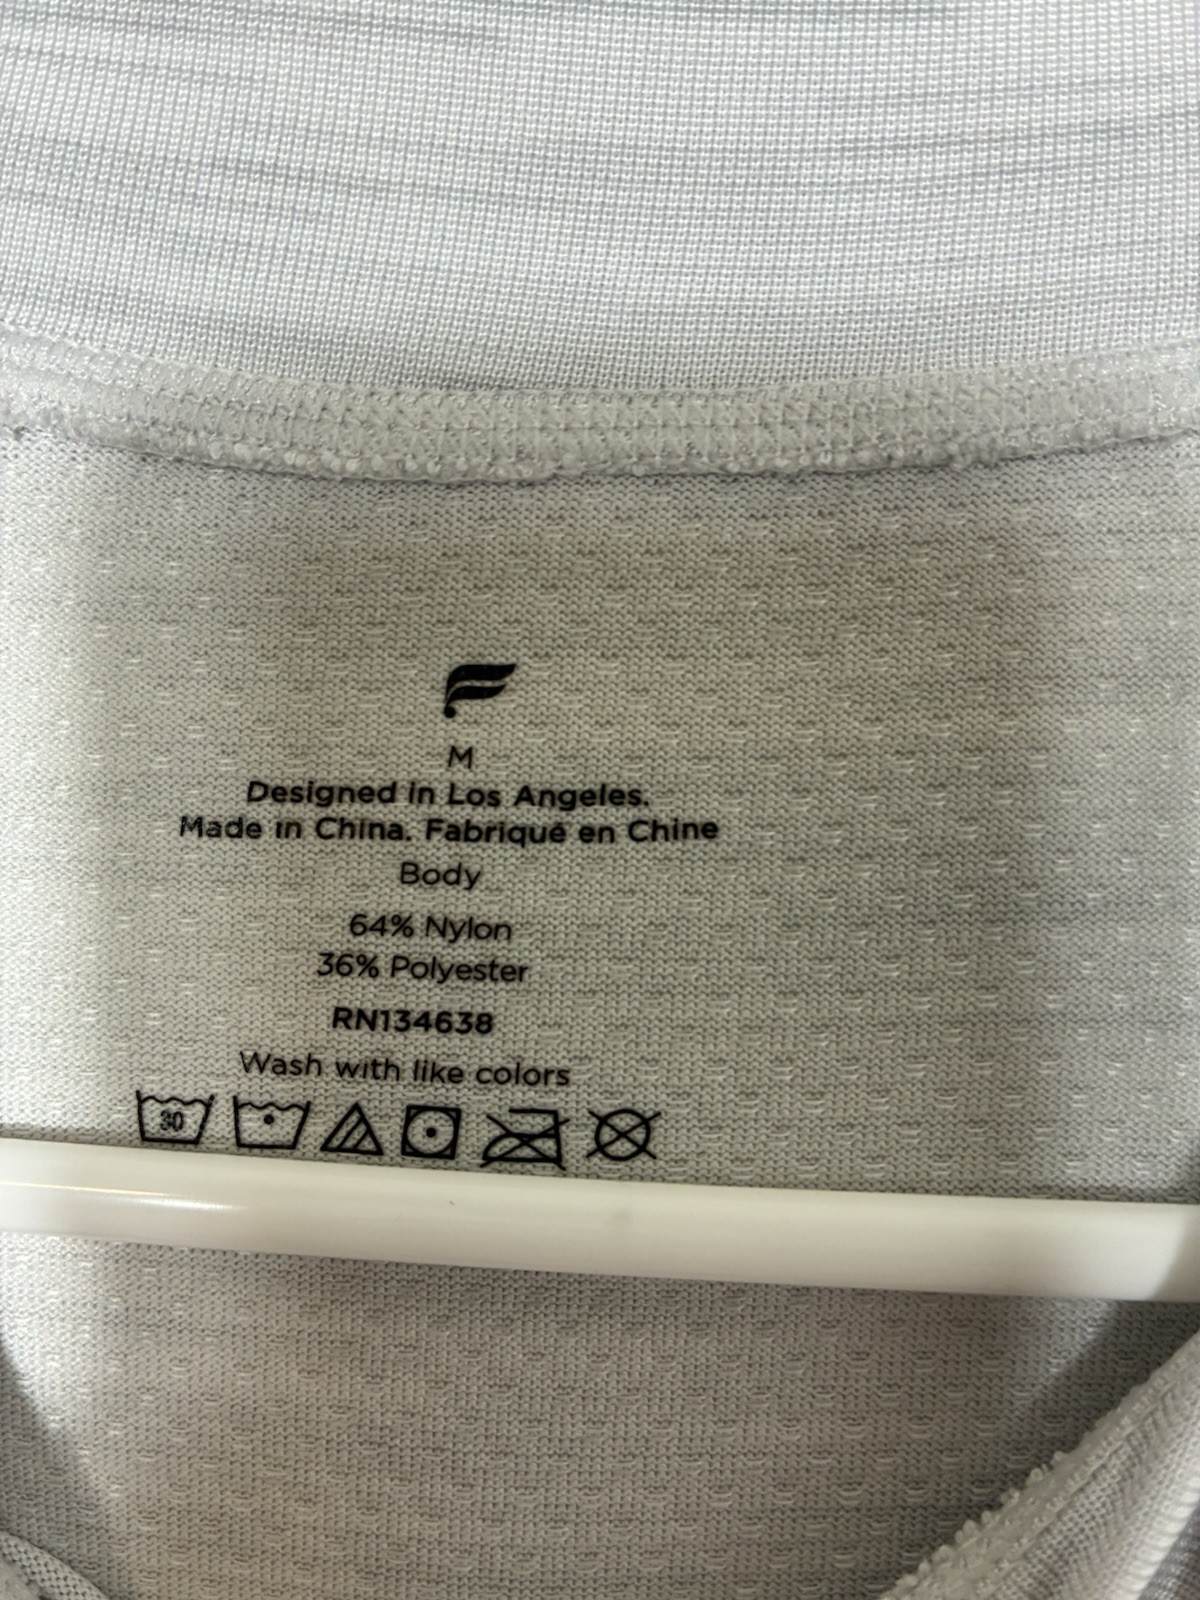 M
Designed in Los Angeles.
Made in China. Fabriqué en Chine
Body
64% Nylon
36% Polyester
RN134638
Wash with like colors
30